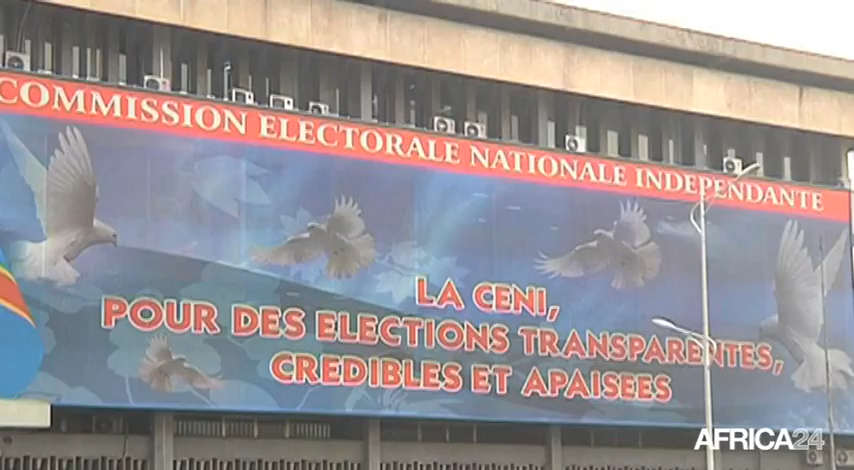 COMMISSION ELECTORALE NATIONALE INDEPENDANTE
LA CENI,
POUR DES ELECTIONS TRANSPARENTES,
CREDIBLES ET APAISEES
AFRICA24